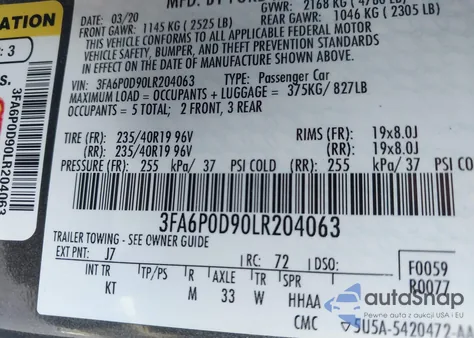 MFD. BY FORD
DATE: 03/20 GVWR: 2168 KG
FRONT GAWR: 1145 KG ( 2525 LB) REAR GAWR: 1046 KG ( 2305 LB)
THIS VEHICLE CONFORMS TO ALL APPLICABLE FEDERAL MOTOR
VEHICLE SAFETY, BUMPER, AND THEFT PREVENTION STANDARDS
IN EFFECT ON THE DATE OF MANUFACTURE SHOWN ABOVE.
VIN: 3FA6P0D90LR204063 TYPE: Passenger Car
MAXIMUM LOAD = OCCUPANTS + LUGGAGE = 375KG/ 827LB
OCCUPANTS = 5 TOTAL; 2 FRONT, 3 REAR
TIRE (FR): 235/40R19 96V RIMS (FR): 19x8.0J
(RR): 235/40R19 96V (RR): 19x8.0J
PRESSURE (FR): 255 kPa/ 37 PSI COLD (RR): 255 kPa/ 37 PSI CO
3FA6P0D90LR204063
TRAILER TOWING - SEE OWNER GUIDE
EXT PNT: J7 RC: 72 DSO: F0059
R0077
INT TR TP/PS R AXLE TR SPR
KT M 33 W HHAA
CMC 5U5A-5420472-AA
ATION
: 3
S.
3FA6P0D90LR204063
autoSnap
Pewne auta z USA i Europy